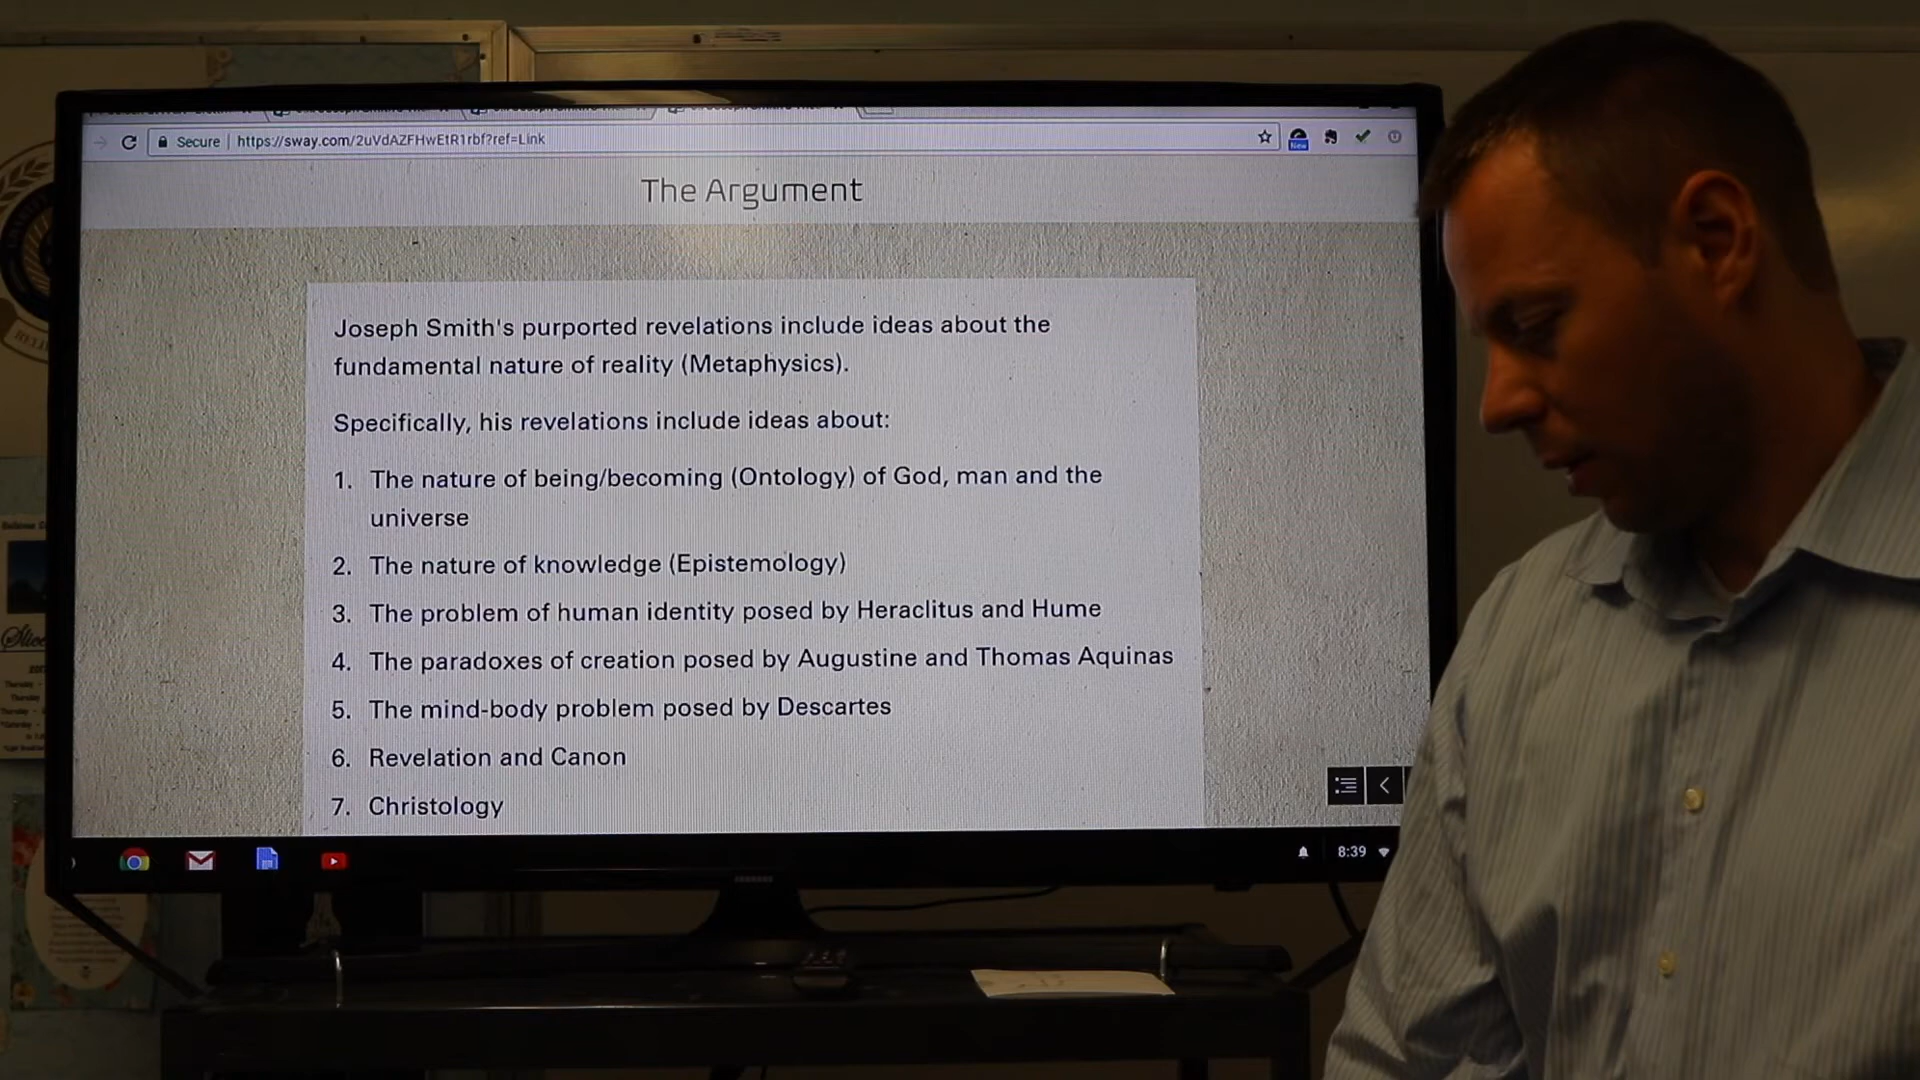 Secure | https://sway.com/2uVdAZFHwEtR1rbf?ref=Link
New
The Argument
Joseph Smith's purported revelations include ideas about the
fundamental nature of reality (Metaphysics).
Specifically, his revelations include ideas about:
1. The nature of being/becoming (Ontology) of God, man and the
universe
2. The nature of knowledge (Epistemology)
3. The problem of human identity posed by Heraclitus and Hume
4. The paradoxes of creation posed by Augustine and Thomas Aquinas
5. The mind-body problem posed by Descartes
6. Revelation and Canon
7. Christology
8:39
SAMSUNG